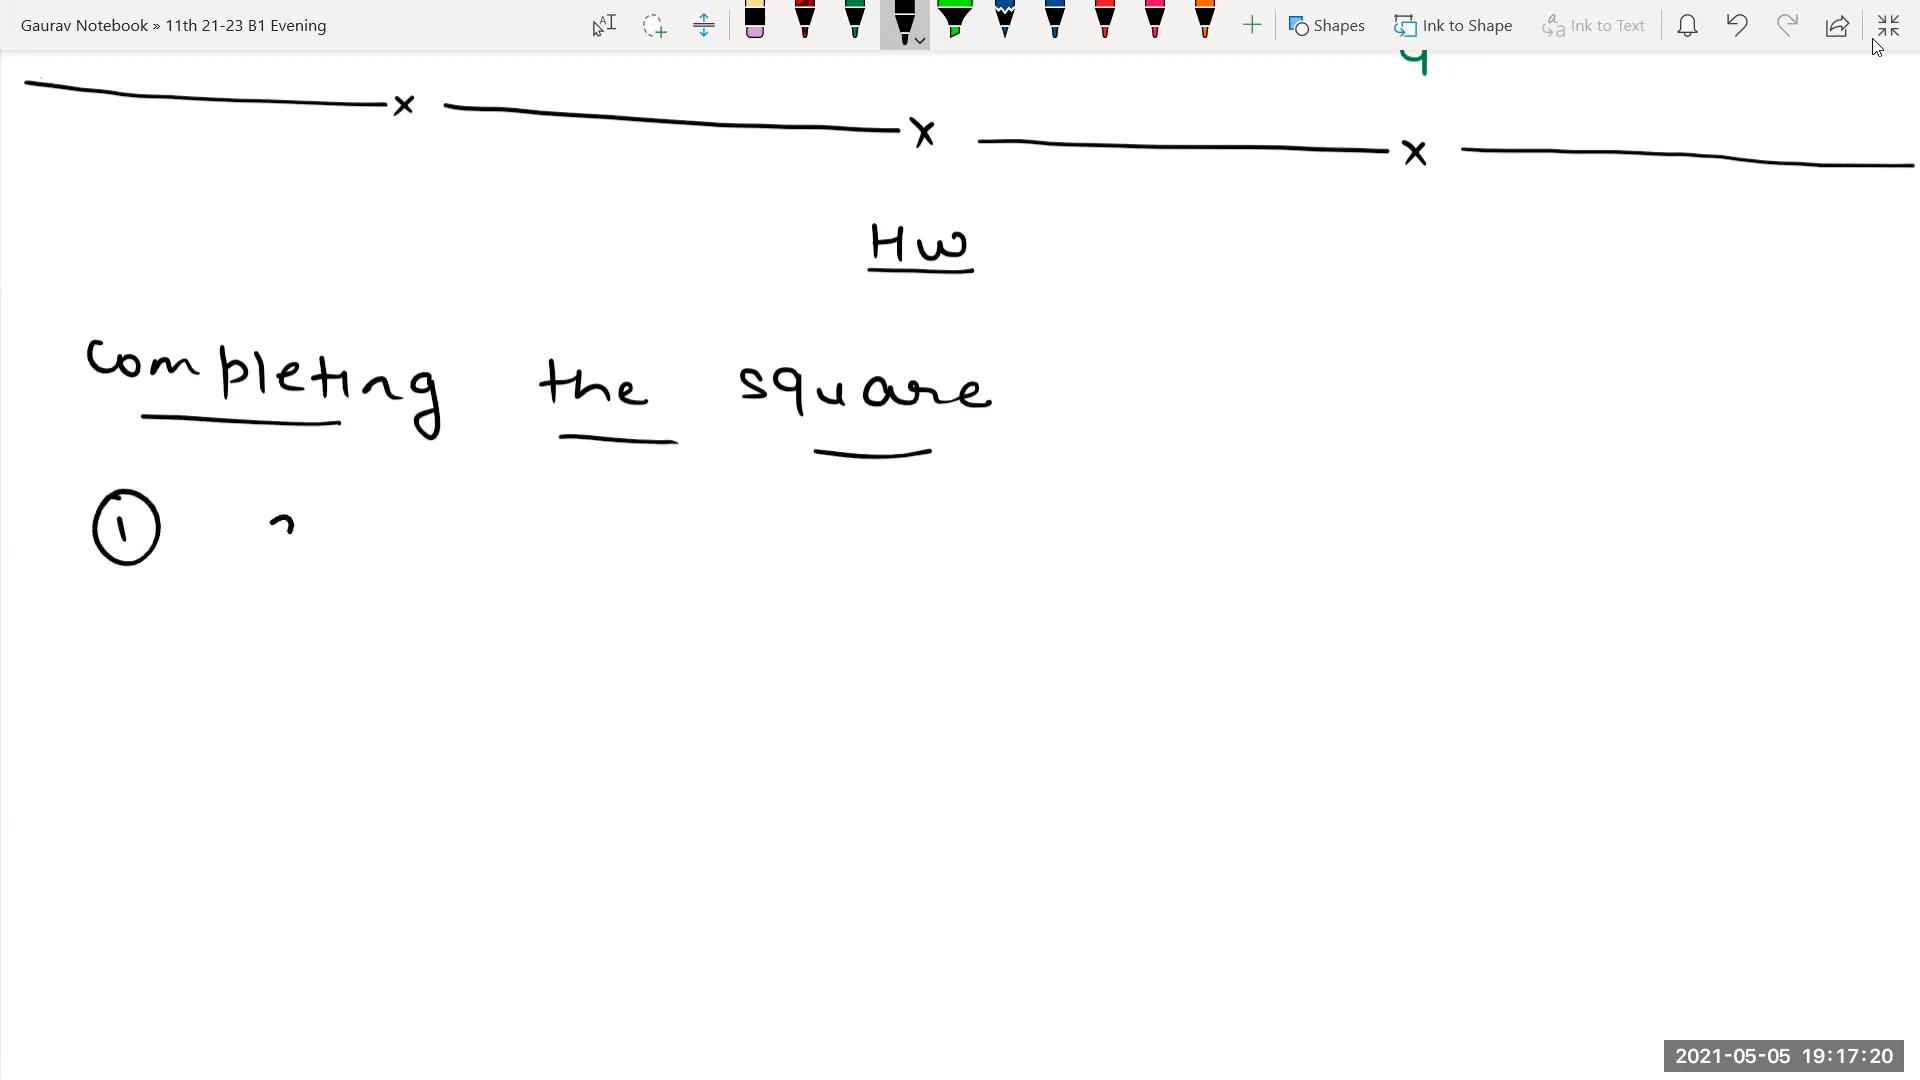 Gaurav Notebook » 11th 21-23 B1 Evening
Shapes
Ink to Shape
Ink to Text
HW
completing the square
①
2021-05-05 19:17:20